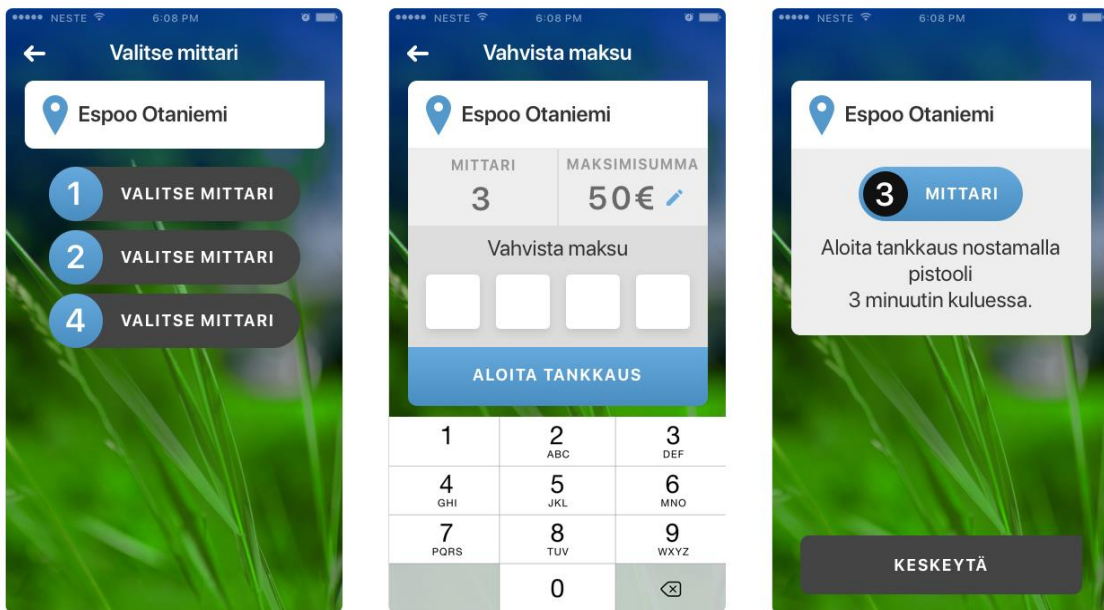 ●●●●● NESTE 6:08 PM
Valitse mittari
Espoo Otaniemi
1 VALITSE MITTARI
2 VALITSE MITTARI
4 VALITSE MITTARI
●●●●● NESTE 6:08 PM
Vahvista maksu
Espoo Otaniemi
MITTARI MAKSIMISUMMA
3 50€
Vahvista maksu
ALOITA TANKKAUS
1 2 3
ABC DEF
4 5 6
GHI JKL MNO
7 8 9
PQRS TUV WXYZ
0
●●●●● NESTE 6:08 PM
Espoo Otaniemi
3 MITTARI
Aloita tankkaus nostamalla
pistooli
3 minuutin kuluessa.
KESKEYTÄ